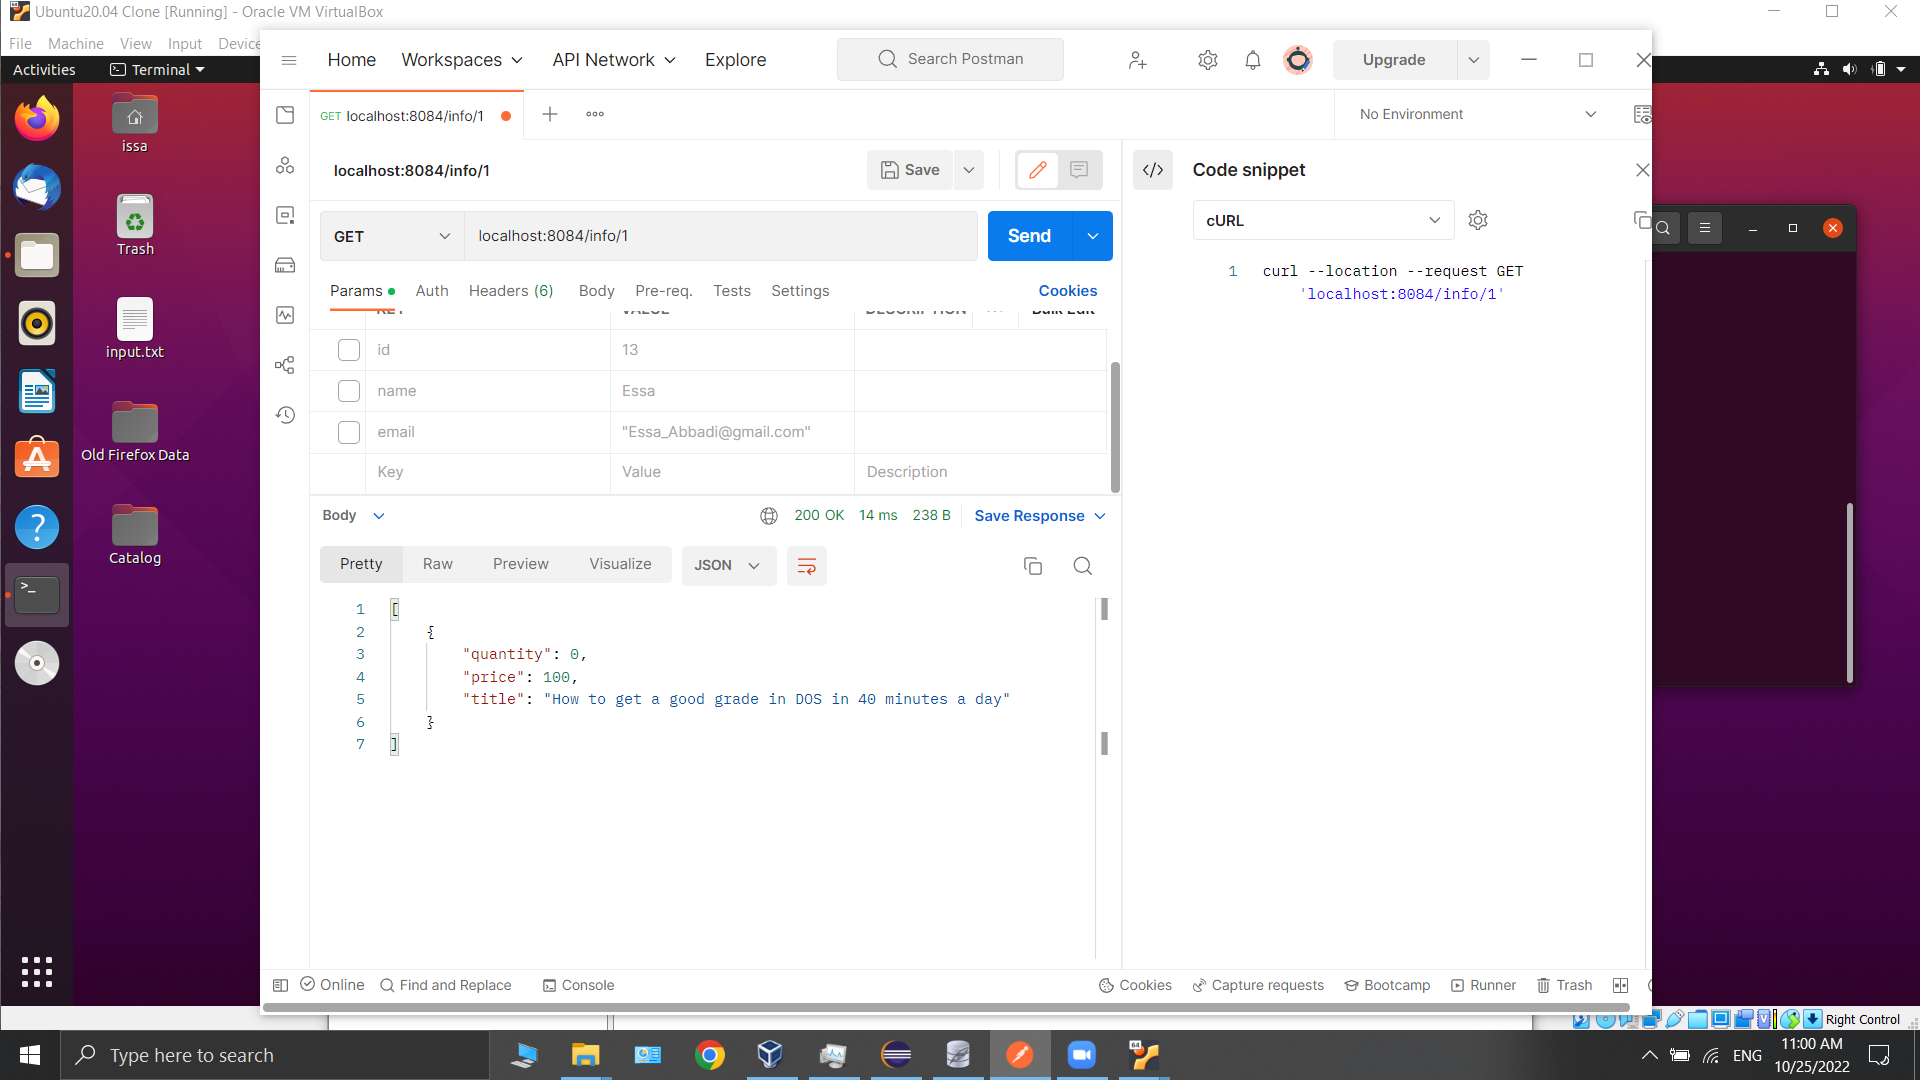 Ubuntu20.04 Clone [Running] - Oracle VM VirtualBox
File Machine View Input Device
Activities Terminal
issa
Trash
input.txt
Old Firefox Data
Catalog
Home Workspaces API Network Explore Search Postman Upgrade
GET localhost:8084/info/1 No Environment
localhost:8084/info/1 Save
GET localhost:8084/info/1 Send
Params Auth Headers (6) Body Pre-req. Tests Settings Cookies
KEY VALUE DESCRIPTION Bulk Edit
id 13
name Essa
email "Essa_Abbadi@gmail.com"
Key Value Description
Body 200 OK 14 ms 238 B Save Response
Pretty Raw Preview Visualize JSON
1 [
2 {
3 "quantity": 0,
4 "price": 100,
5 "title": "How to get a good grade in DOS in 40 minutes a day"
6 }
7 ]
Code snippet
cURL
1 curl --location --request GET
'localhost:8084/info/1'
Online Find and Replace Console Cookies Capture requests Bootcamp Runner Trash
Right Control
Type here to search
64
ENG
11:00 AM
10/25/2022